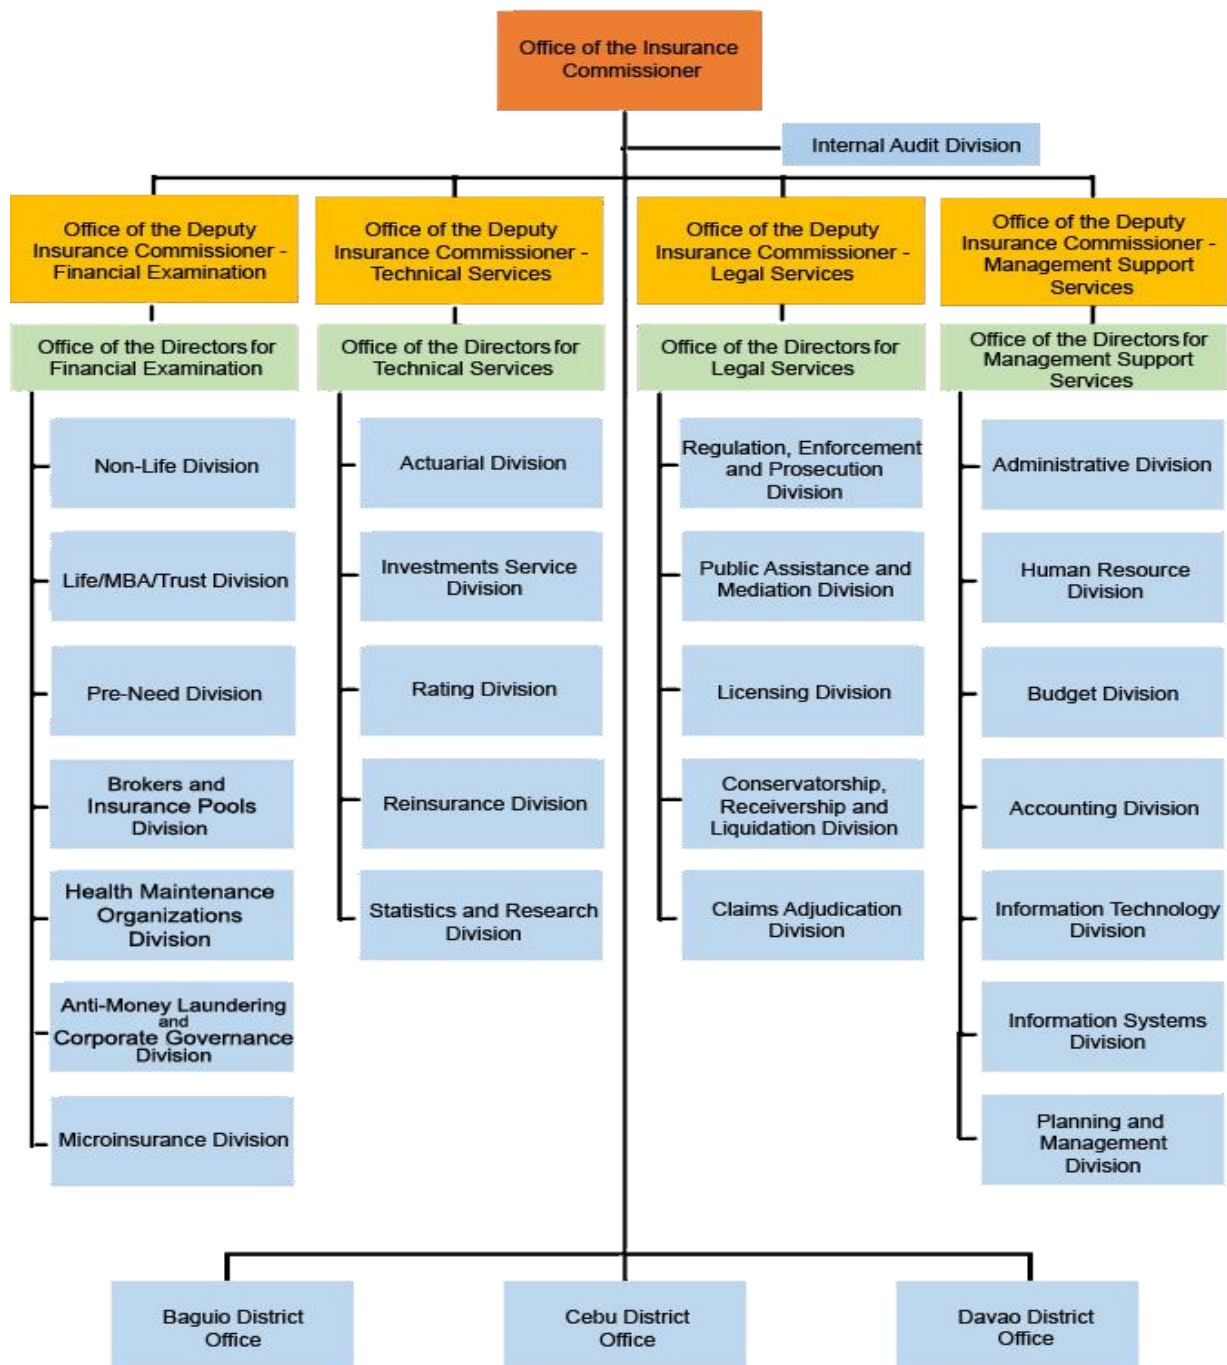 Office of the Insurance
Commissioner
Internal Audit Division
Office of the Deputy
Insurance Commissioner -
Financial Examination
Office of the Deputy
Insurance Commissioner -
Technical Services
Office of the Deputy
Insurance Commissioner -
Legal Services
Office of the Deputy
Insurance Commissioner -
Management Support
Services
Office of the Directors for
Financial Examination
Office of the Directors for
Technical Services
Office of the Directors for
Legal Services
Office of the Directors for
Management Support
Services
Non-Life Division
Life/MBA/Trust Division
Pre-Need Division
Brokers and
Insurance Pools
Division
Health Maintenance
Organizations
Division
Anti-Money Laundering
and
Corporate Governance
Division
Microinsurance Division
Actuarial Division
Investments Service
Division
Rating Division
Reinsurance Division
Statistics and Research
Division
Regulation, Enforcement
and Prosecution
Division
Public Assistance and
Mediation Division
Licensing Division
Conservatorship,
Receivership and
Liquidation Division
Claims Adjudication
Division
Administrative Division
Human Resource
Division
Budget Division
Accounting Division
Information Technology
Division
Information Systems
Division
Planning and
Management
Division
Baguio District
Office
Cebu District
Office
Davao District
Office